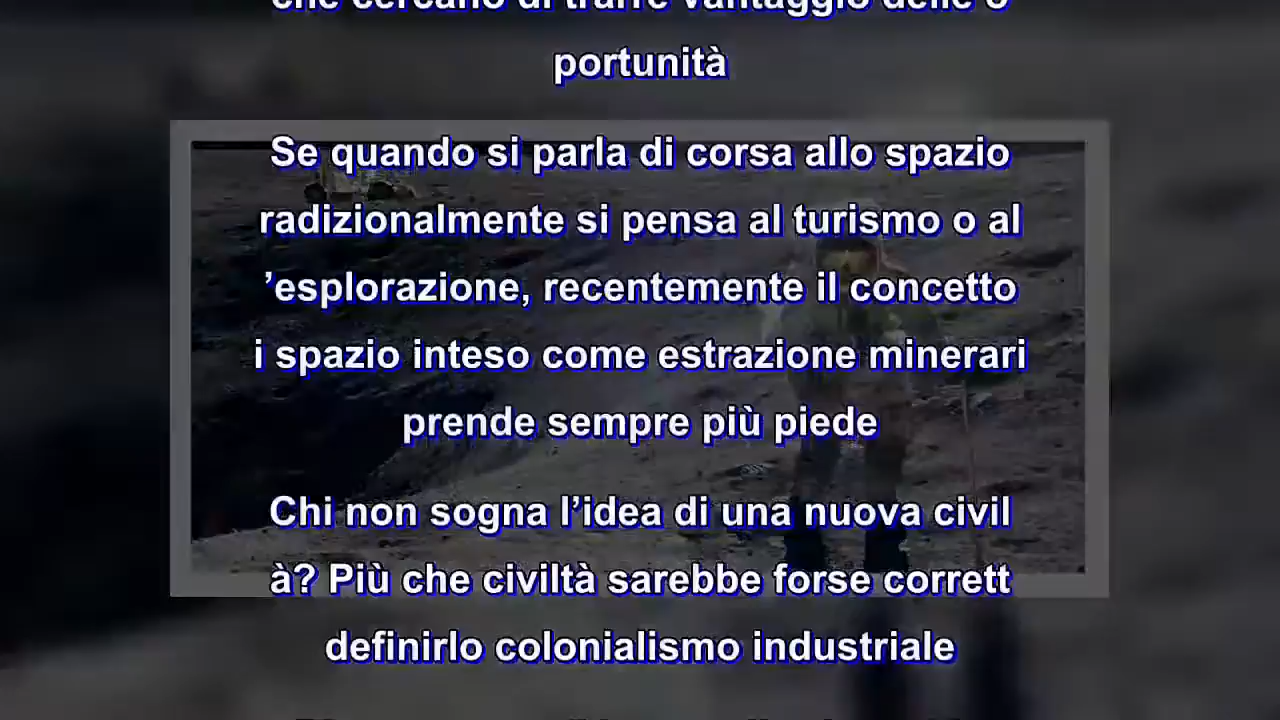 che cercano di trarre vantaggio delle o
portunità
Se quando si parla di corsa allo spazio
radizionalmente si pensa al turismo o al
’esplorazione, recentemente il concetto
i spazio inteso come estrazione minerari
prende sempre più piede
Chi non sogna l’idea di una nuova civil
à? Più che civiltà sarebbe forse corrett
definirlo colonialismo industriale